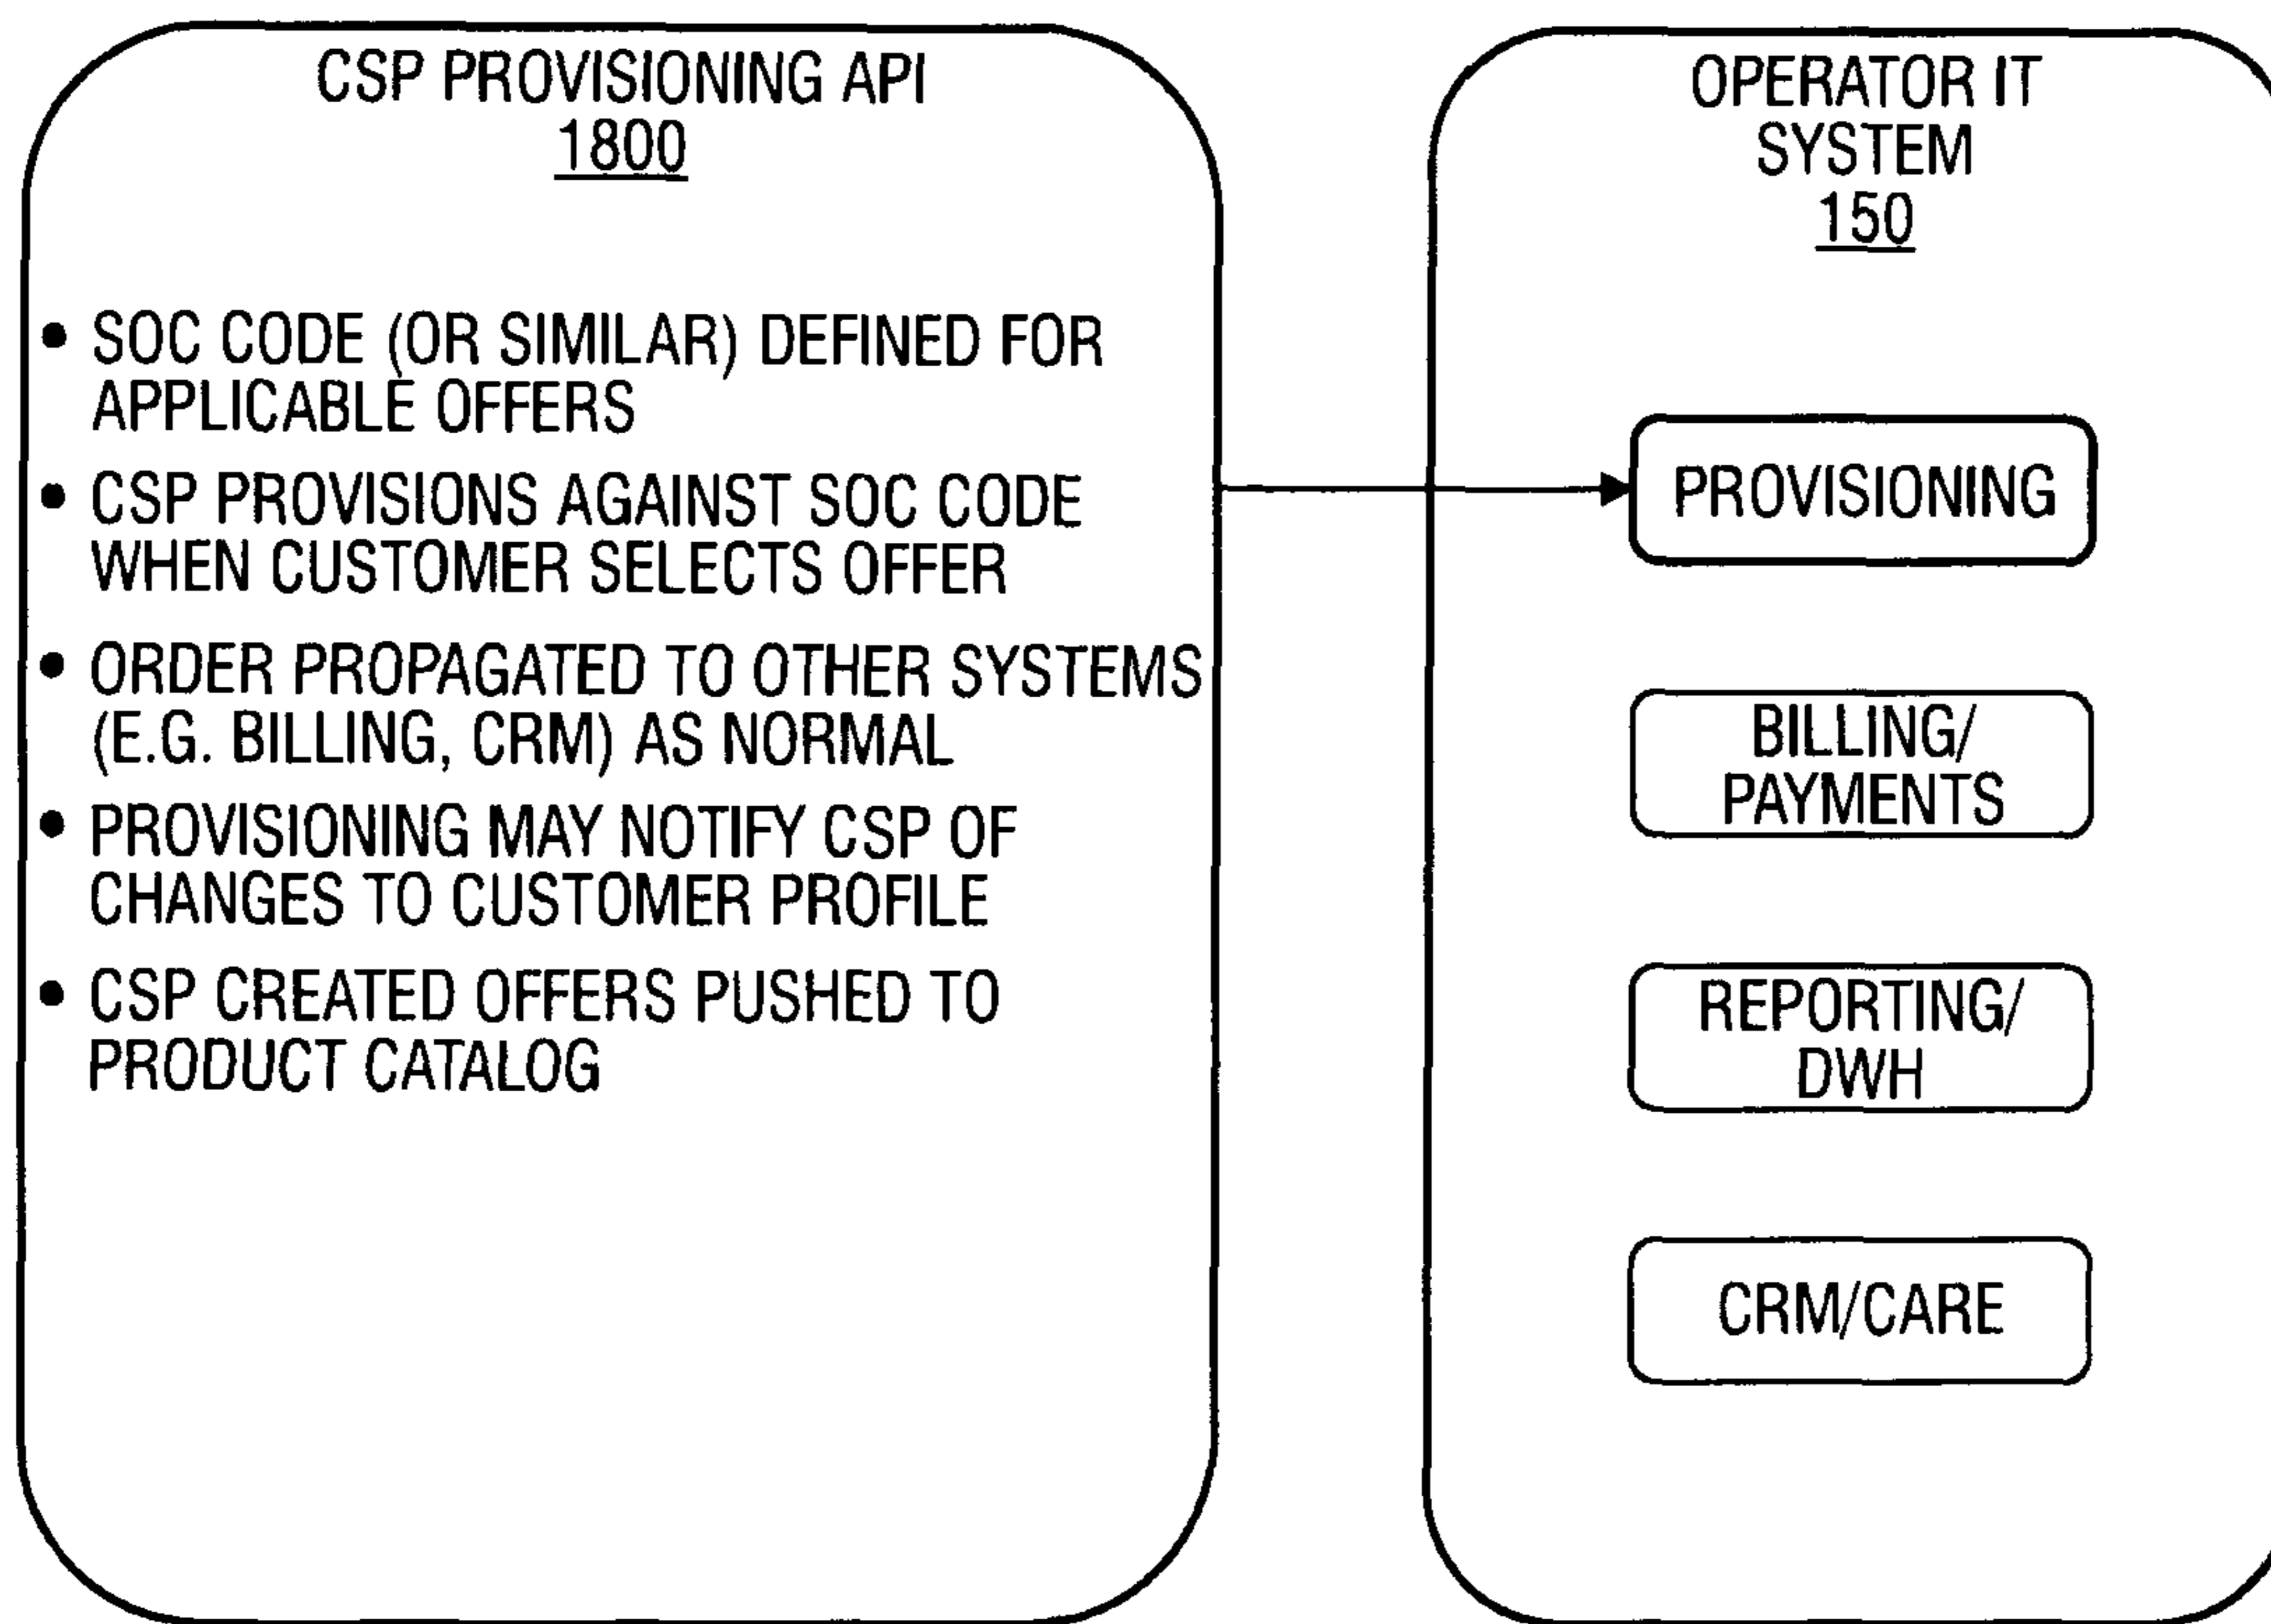 CSP PROVISIONING API
1800
• SOC CODE (OR SIMILAR) DEFINED FOR
APPLICABLE OFFERS
• CSP PROVISIONS AGAINST SOC CODE
WHEN CUSTOMER SELECTS OFFER
• ORDER PROPAGATED TO OTHER SYSTEMS
(E.G. BILLING, CRM) AS NORMAL
• PROVISIONING MAY NOTIFY CSP OF
CHANGES TO CUSTOMER PROFILE
• CSP CREATED OFFERS PUSHED TO
PRODUCT CATALOG
OPERATOR IT
SYSTEM
150
PROVISIONING
BILLING/
PAYMENTS
REPORTING/
DWH
CRM/CARE